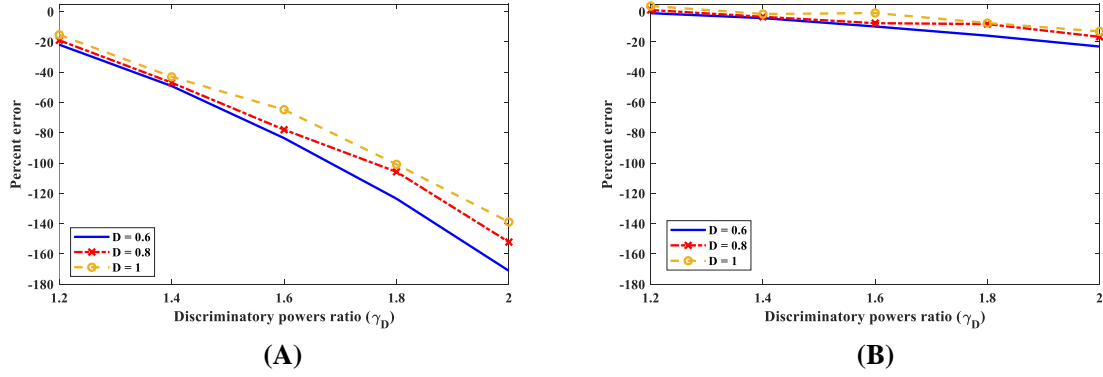 0
-20
-40
-60
-80
-100
-120
-140
-160
-180
Percent error
D = 0.6
D = 0.8
D = 1
1.2 1.4 1.6 1.8 2
Discriminatory powers ratio (γD)
(A)
0
-20
-40
-60
-80
-100
-120
-140
-160
-180
Percent error
D = 0.6
D = 0.8
D = 1
1.2 1.4 1.6 1.8 2
Discriminatory powers ratio (γD)
(B)